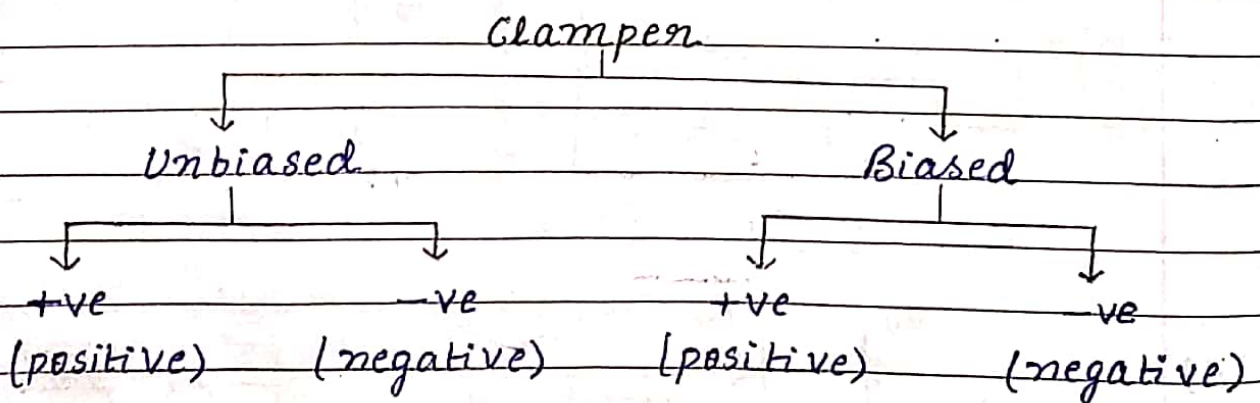 Clamper
Unbiased Biased
+ve -ve +ve -ve
(positive) (negative) (positive) (negative)